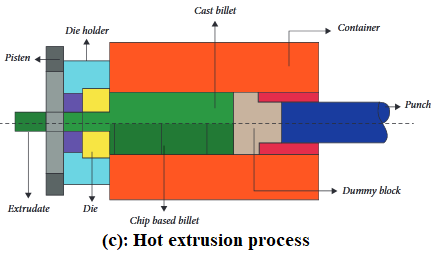 Cast billet
Die holder
Container
Pisten
Punch
Dummy block
Extrudate
Die
Chip based billet
(c): Hot extrusion process